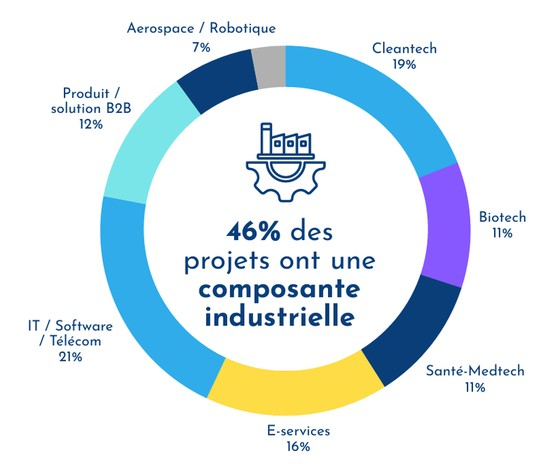 Aerospace / Robotique
7%
Cleantech
19%
Produit /
solution B2B
12%
Biotech
11%
46% des
projets ont une
composante
industrielle
IT / Software
/ Télécom
21%
Santé-Medtech
11%
E-services
16%